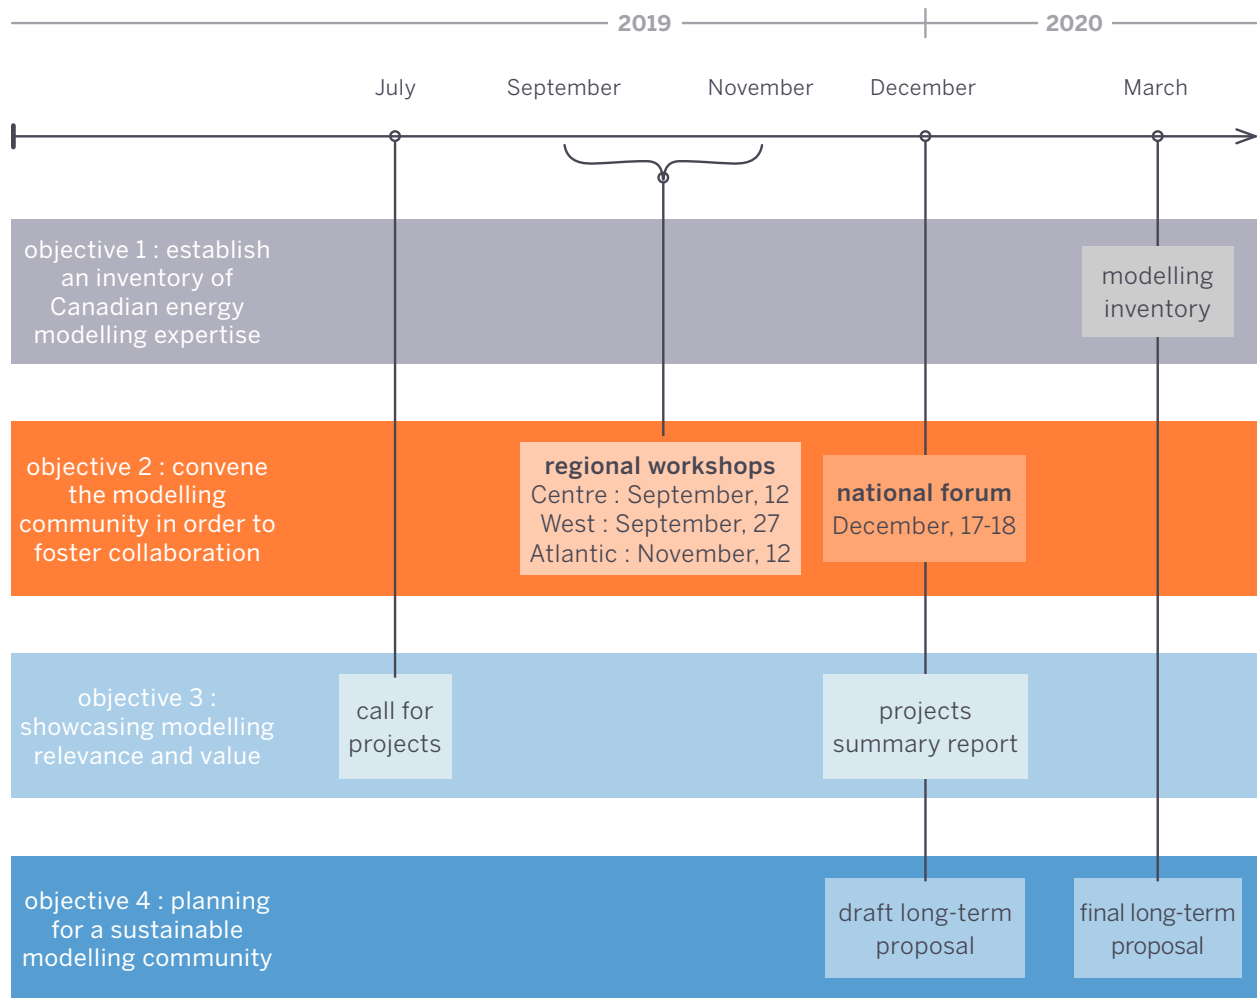 2019
2020
July
September
November
December
March
objective 1 : establish
an inventory of
Canadian energy
modelling expertise
modelling
inventory
objective 2 : convene
the modelling
community in order to
foster collaboration
regional workshops
Centre : September, 12
West : September, 27
Atlantic : November, 12
national forum
December, 17-18
objective 3 :
showcasing modelling
relevance and value
call for
projects
projects
summary report
objective 4 : planning
for a sustainable
modelling community
draft long-term
proposal
final long-term
proposal